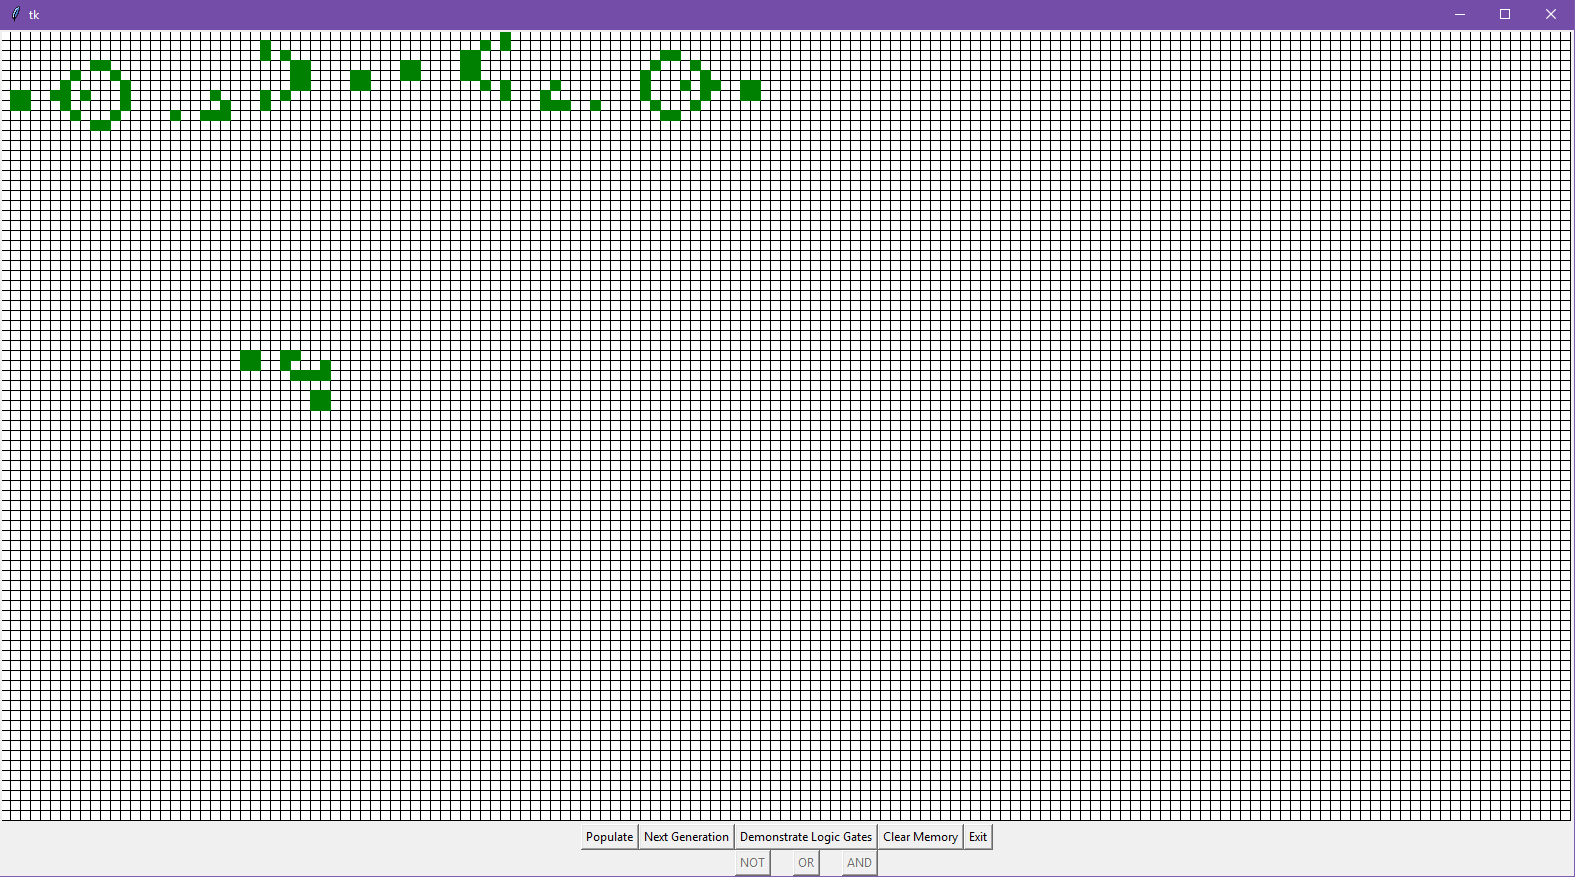 tk
Populate Next Generation Demonstrate Logic Gates Clear Memory Exit
NOT OR AND